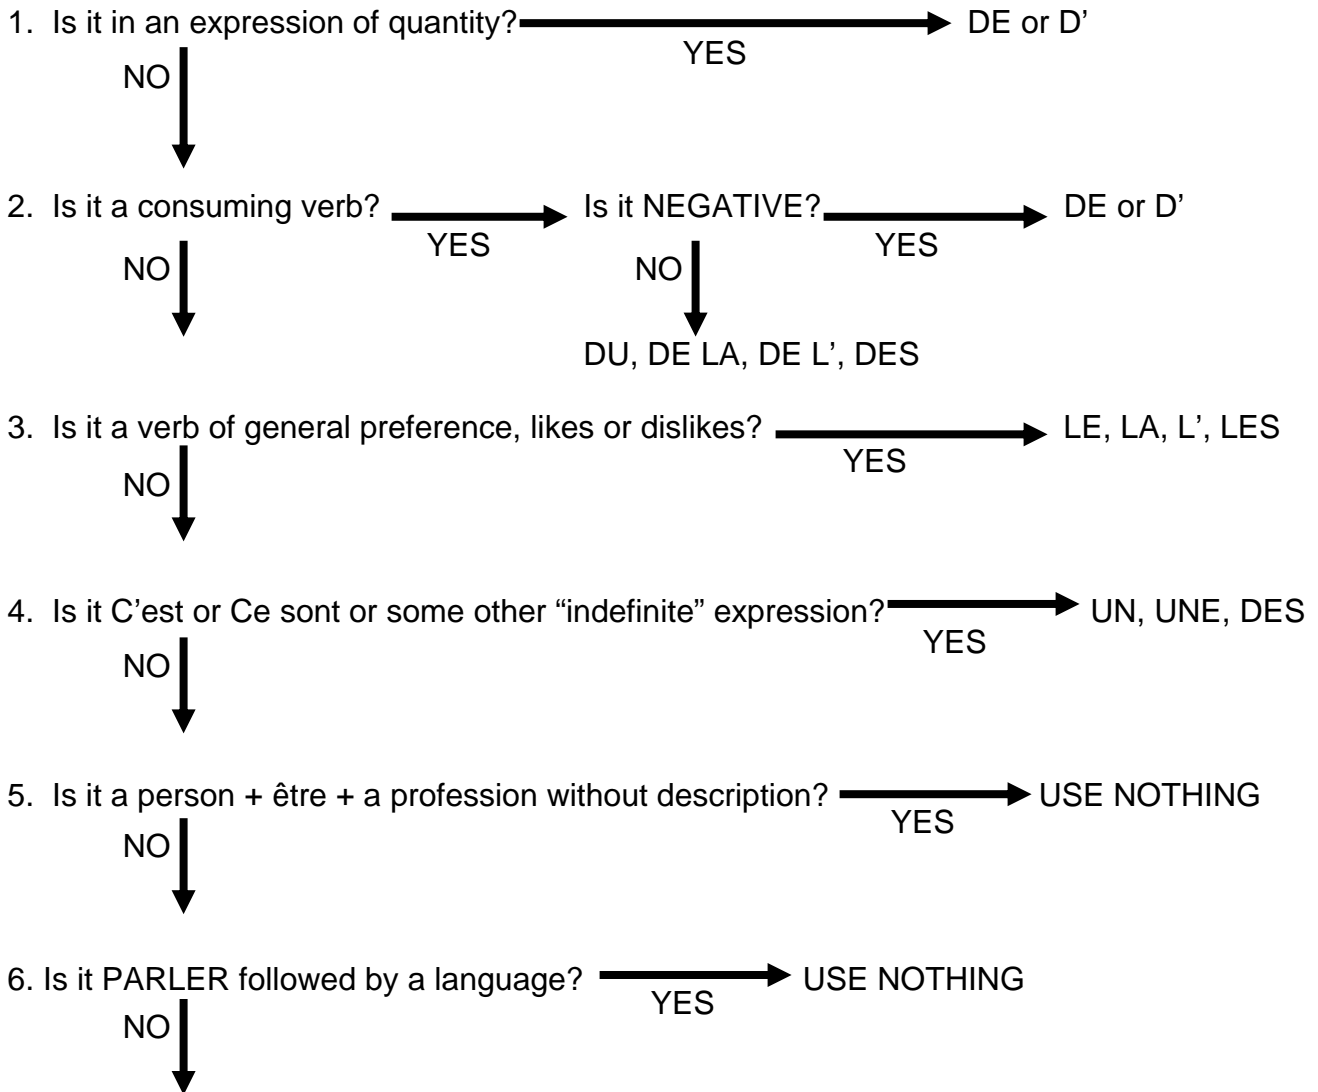 1. Is it in an expression of quantity? DE or D’
YES
NO
2. Is it a consuming verb? Is it NEGATIVE? DE or D’
YES YES
NO NO
DU, DE LA, DE L’, DES
3. Is it a verb of general preference, likes or dislikes? LE, LA, L’, LES
YES
NO
4. Is it C’est or Ce sont or some other “indefinite” expression? UN, UNE, DES
YES
NO
5. Is it a person + être + a profession without description? USE NOTHING
YES
NO
6. Is it PARLER followed by a language? USE NOTHING
YES
NO